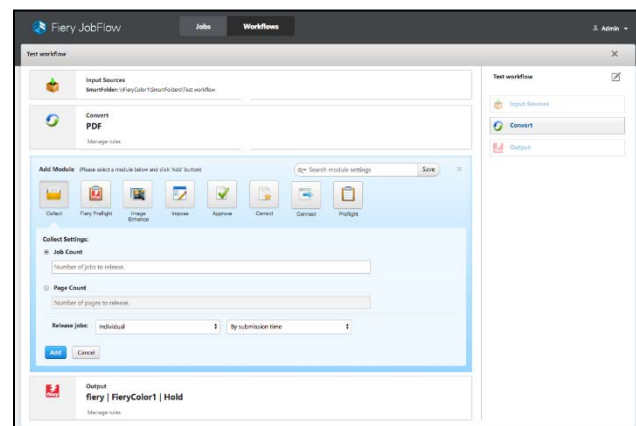 Fiery JobFlow
Jobs
Workflows
Admin
Test workflow
×
Input Sources
SmartFolder: \\FieryColor1\SmartFolders\Test workflow
Convert
PDF
Manage rules
Add Module (Please select a module below and click 'Add' button)
Search module settings
Save
×
Collect
Fiery Preflight
Image Enhance
Impose
Approve
Correct
Connect
Preflight
Collect Settings:
Job Count
Number of jobs to release.
Page Count
Number of pages to release.
Release jobs:
Individual
By submission time
Add
Cancel
Output
fiery | FieryColor1 | Hold
Manage rules
Test workflow
Input Sources
Convert
Output